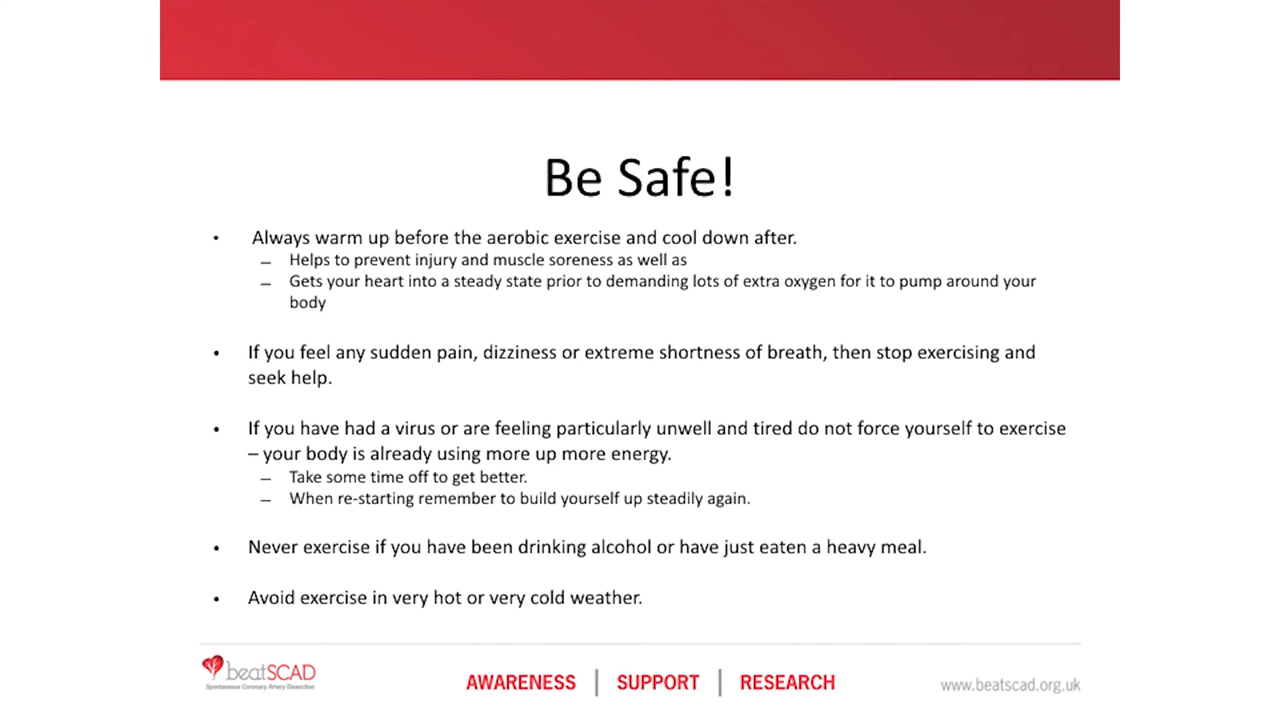 Be Safe!
• Always warm up before the aerobic exercise and cool down after.
– Helps to prevent injury and muscle soreness as well as
– Gets your heart into a steady state prior to demanding lots of extra oxygen for it to pump around your
body
• If you feel any sudden pain, dizziness or extreme shortness of breath, then stop exercising and
seek help.
• If you have had a virus or are feeling particularly unwell and tired do not force yourself to exercise
– your body is already using more up more energy.
– Take some time off to get better.
– When re-starting remember to build yourself up steadily again.
• Never exercise if you have been drinking alcohol or have just eaten a heavy meal.
• Avoid exercise in very hot or very cold weather.
beatSCAD
Spontaneous Coronary Artery Dissection
AWARENESS | SUPPORT | RESEARCH
www.beatscad.org.uk